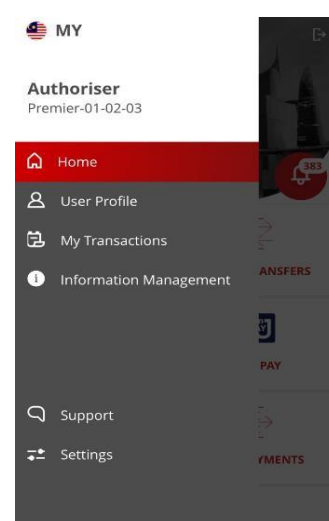 MY
Authoriser
Premier-01-02-03
Home
User Profile
My Transactions
Information Management
Support
Settings
383
ANSFERS
PAY
YMENTS